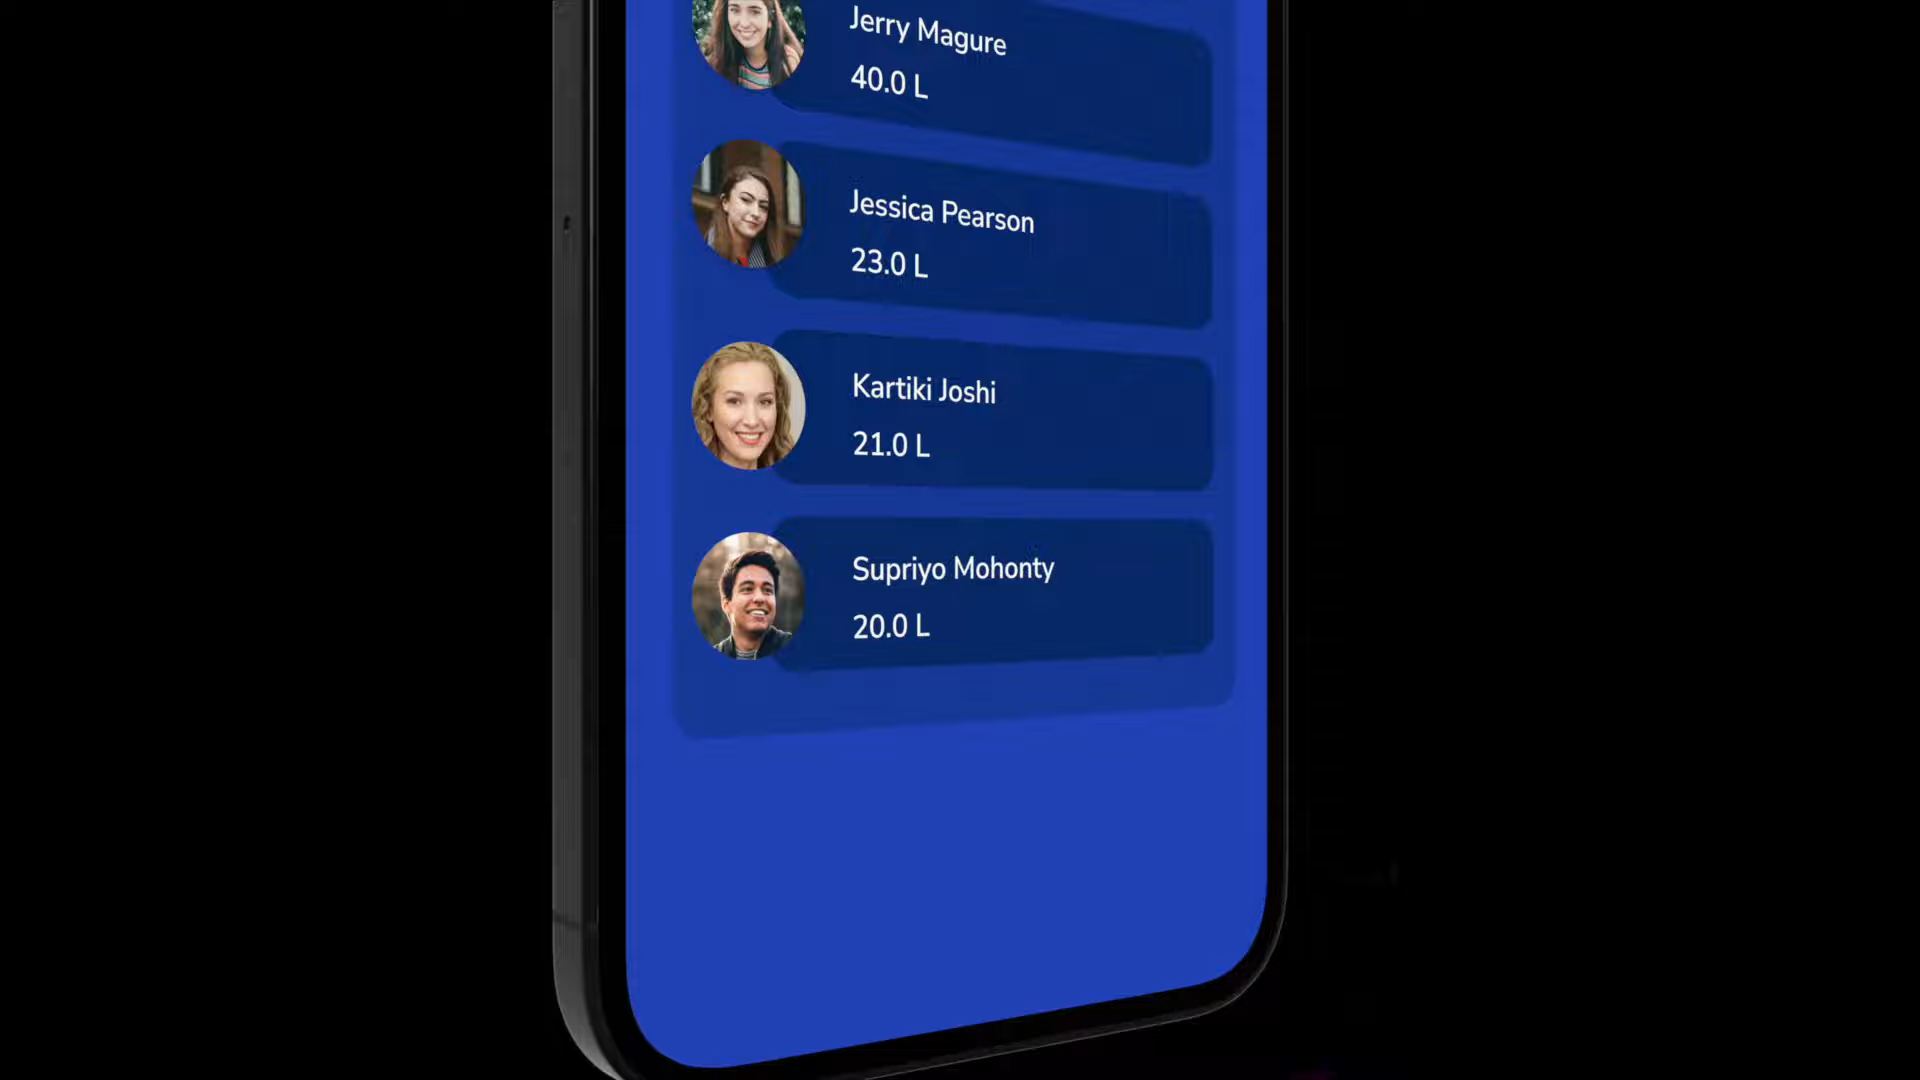 Jerry Magure
40.0 L
Jessica Pearson
23.0 L
Kartiki Joshi
21.0 L
Supriyo Mohonty
20.0 L